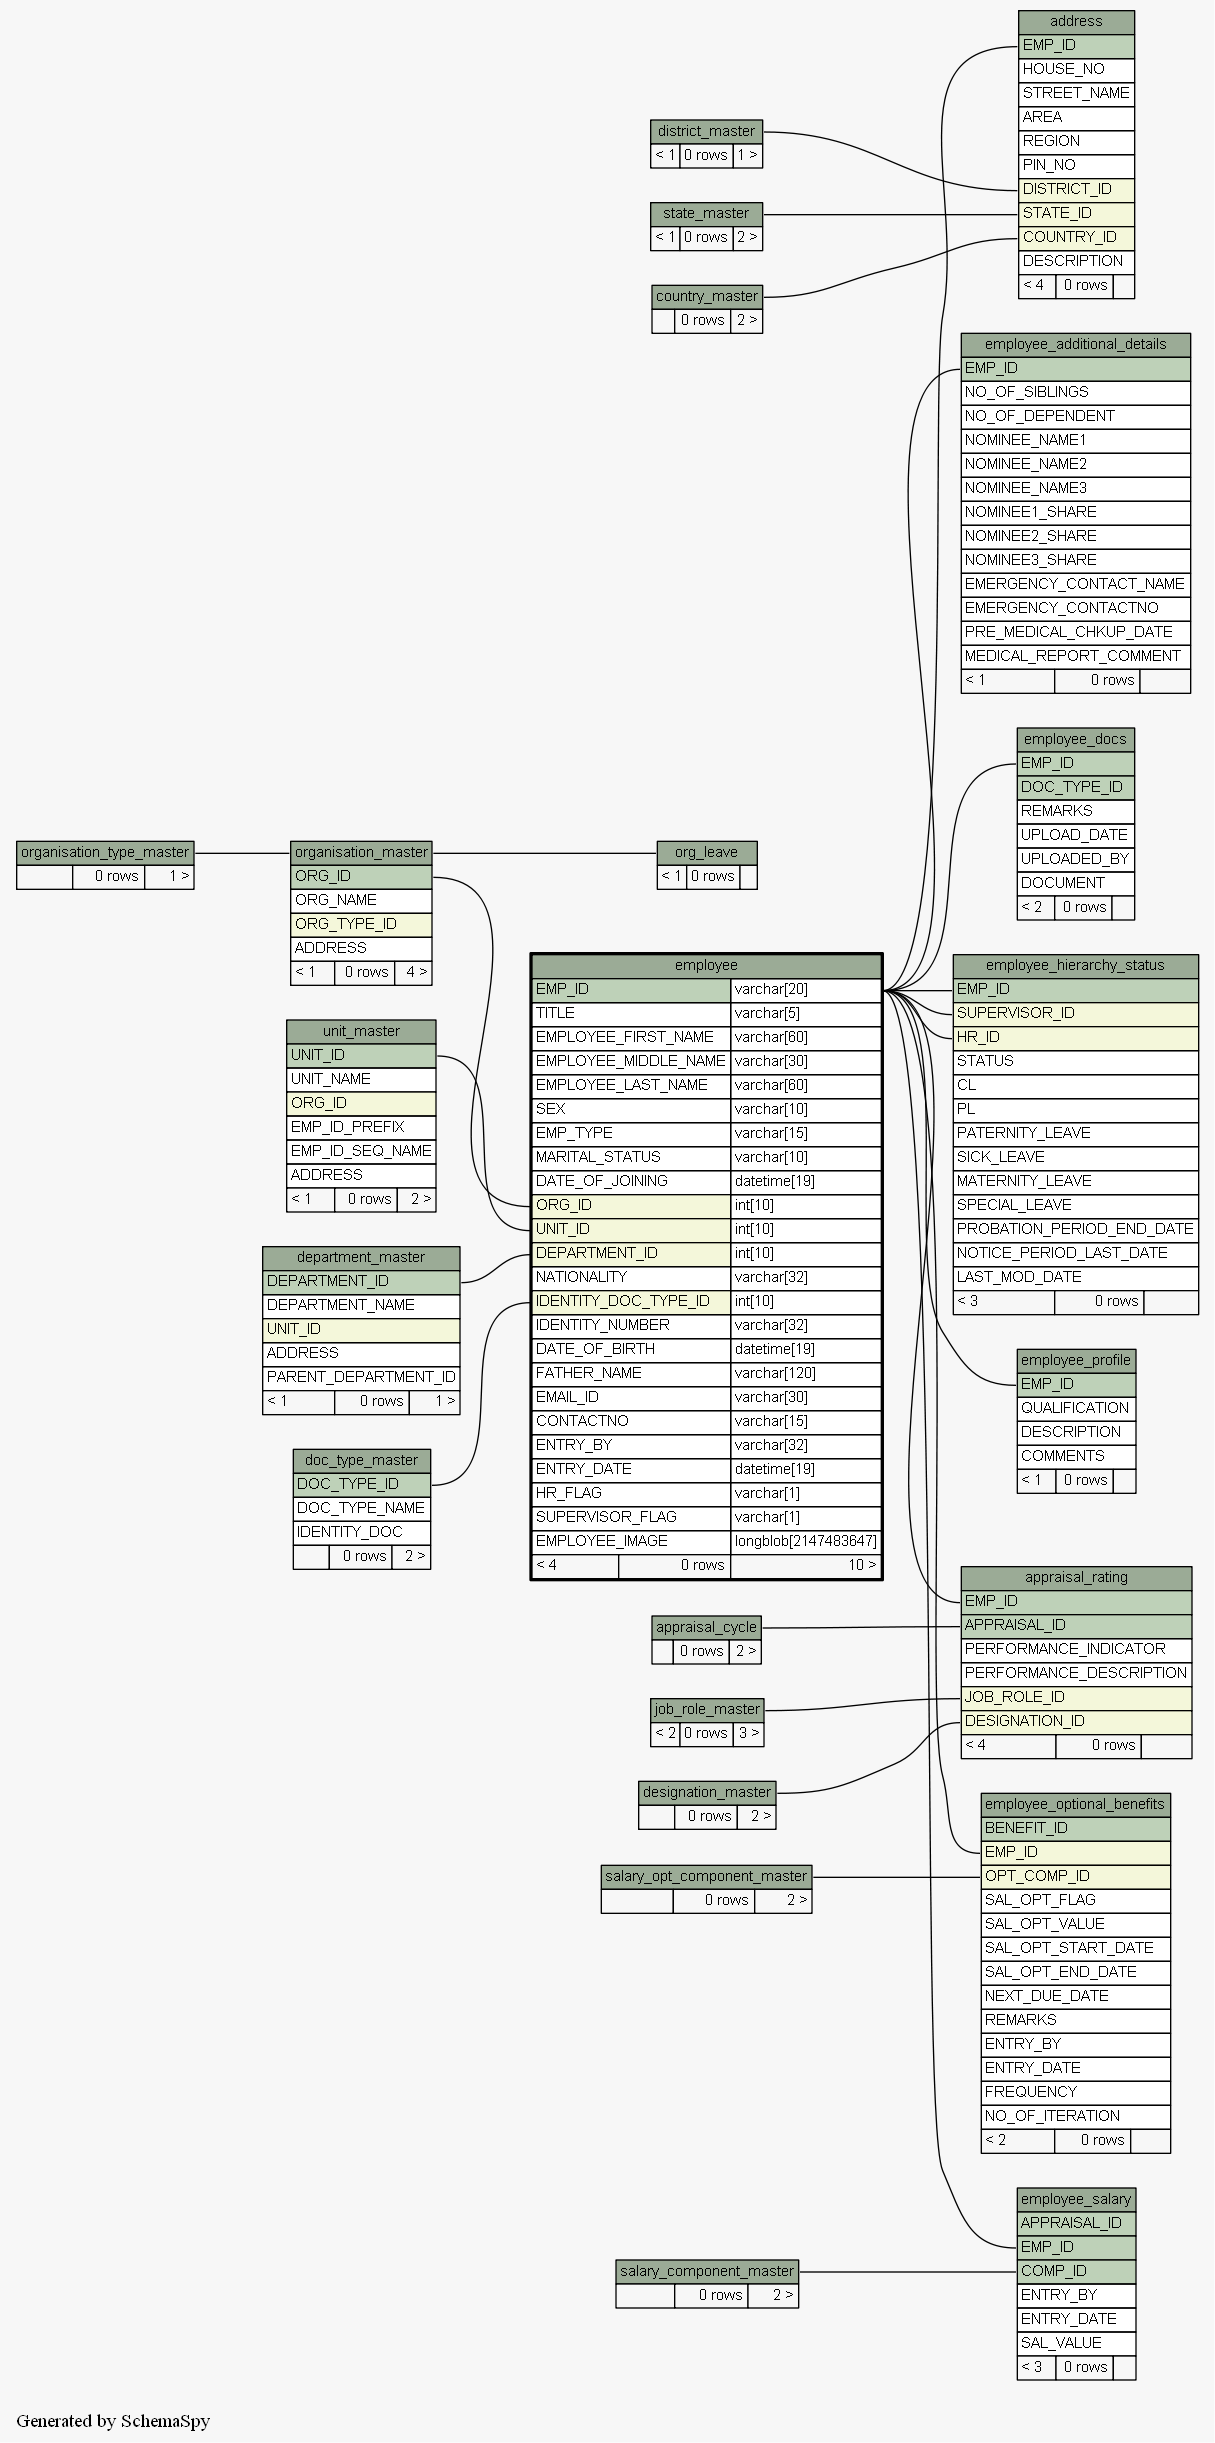 address
EMP_ID
HOUSE_NO
STREET_NAME
AREA
REGION
PIN_NO
DISTRICT_ID
STATE_ID
COUNTRY_ID
DESCRIPTION
< 4 0 rows
district_master
< 1 0 rows 1 >
state_master
< 1 0 rows 2 >
country_master
0 rows 2 >
employee_additional_details
EMP_ID
NO_OF_SIBLINGS
NO_OF_DEPENDENT
NOMINEE_NAME1
NOMINEE_NAME2
NOMINEE_NAME3
NOMINEE1_SHARE
NOMINEE2_SHARE
NOMINEE3_SHARE
EMERGENCY_CONTACT_NAME
EMERGENCY_CONTACTNO
PRE_MEDICAL_CHKUP_DATE
MEDICAL_REPORT_COMMENT
< 1 0 rows
employee_docs
EMP_ID
DOC_TYPE_ID
REMARKS
UPLOAD_DATE
UPLOADED_BY
DOCUMENT
< 2 0 rows
organisation_type_master
0 rows 1 >
organisation_master
ORG_ID
ORG_NAME
ORG_TYPE_ID
ADDRESS
< 1 0 rows 4 >
org_leave
< 1 0 rows
unit_master
UNIT_ID
UNIT_NAME
ORG_ID
EMP_ID_PREFIX
EMP_ID_SEQ_NAME
ADDRESS
< 1 0 rows 2 >
department_master
DEPARTMENT_ID
DEPARTMENT_NAME
UNIT_ID
ADDRESS
PARENT_DEPARTMENT_ID
< 1 0 rows 1 >
doc_type_master
DOC_TYPE_ID
DOC_TYPE_NAME
IDENTITY_DOC
0 rows 2 >
employee
EMP_ID varchar[20]
TITLE varchar[5]
EMPLOYEE_FIRST_NAME varchar[60]
EMPLOYEE_MIDDLE_NAME varchar[30]
EMPLOYEE_LAST_NAME varchar[60]
SEX varchar[10]
EMP_TYPE varchar[15]
MARITAL_STATUS varchar[10]
DATE_OF_JOINING datetime[19]
ORG_ID int[10]
UNIT_ID int[10]
DEPARTMENT_ID int[10]
NATIONALITY varchar[32]
IDENTITY_DOC_TYPE_ID int[10]
IDENTITY_NUMBER varchar[32]
DATE_OF_BIRTH datetime[19]
FATHER_NAME varchar[120]
EMAIL_ID varchar[30]
CONTACTNO varchar[15]
ENTRY_BY varchar[32]
ENTRY_DATE datetime[19]
HR_FLAG varchar[1]
SUPERVISOR_FLAG varchar[1]
EMPLOYEE_IMAGE longblob[2147483647]
< 4 0 rows 10 >
employee_hierarchy_status
EMP_ID
SUPERVISOR_ID
HR_ID
STATUS
CL
PL
PATERNITY_LEAVE
SICK_LEAVE
MATERNITY_LEAVE
SPECIAL_LEAVE
PROBATION_PERIOD_END_DATE
NOTICE_PERIOD_LAST_DATE
LAST_MOD_DATE
< 3 0 rows
employee_profile
EMP_ID
QUALIFICATION
DESCRIPTION
COMMENTS
< 1 0 rows
appraisal_rating
EMP_ID
APPRAISAL_ID
PERFORMANCE_INDICATOR
PERFORMANCE_DESCRIPTION
JOB_ROLE_ID
DESIGNATION_ID
< 4 0 rows
appraisal_cycle
0 rows 2 >
job_role_master
< 2 0 rows 3 >
designation_master
0 rows 2 >
employee_optional_benefits
BENEFIT_ID
EMP_ID
OPT_COMP_ID
SAL_OPT_FLAG
SAL_OPT_VALUE
SAL_OPT_START_DATE
SAL_OPT_END_DATE
NEXT_DUE_DATE
REMARKS
ENTRY_BY
ENTRY_DATE
FREQUENCY
NO_OF_ITERATION
< 2 0 rows
salary_opt_component_master
0 rows 2 >
employee_salary
APPRAISAL_ID
EMP_ID
COMP_ID
ENTRY_BY
ENTRY_DATE
SAL_VALUE
< 3 0 rows
salary_component_master
0 rows 2 >
Generated by SchemaSpy